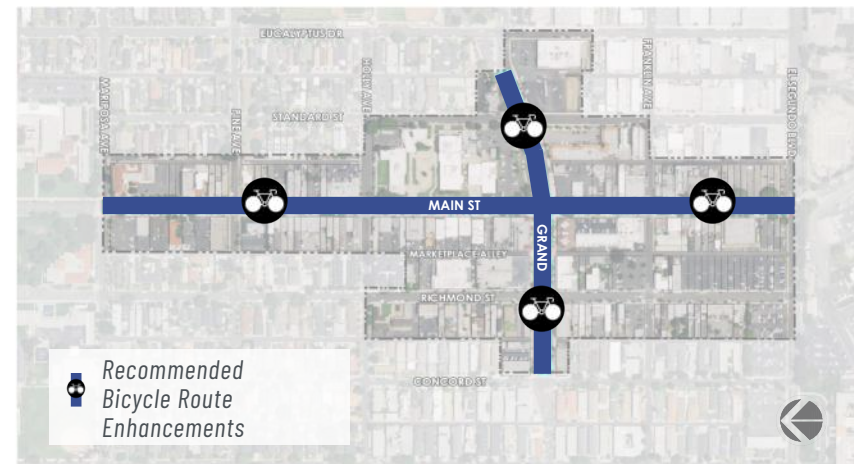 EUCALYPTUS DR
MARIPOSA AVE
PINE AVE
HOLLY AVE
FRANKLIN AVE
EL SEGUNDO BLVD
STANDARD ST
MAIN ST
GRAND
MARKETPLACE ALLEY
RICHMOND ST
CONCORD ST
Recommended
Bicycle Route
Enhancements